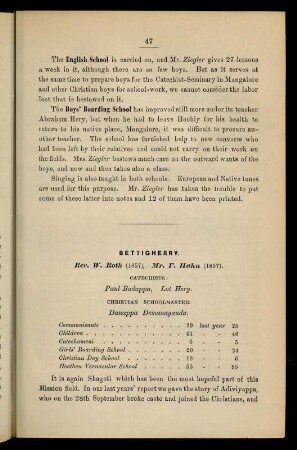 47
The English School is carried on, and Mr. Ziegler gives 27 lessons
a week in it, although there are so few boys. But as it serves at
the same time to prepare boys for the Catechist-Seminary in Mangalore
and other Christian boys for school-work, we cannot consider the labor
lost that is bestowed on it.
The Boys' Boarding School has improved still more under its teacher
Abraham Hery, but when he had to leave Hoobly for his health
to return to his native place, Mangalore, it was difficult to procure an-
other teacher. The school has furnished help to new converts who
had been left by their relatives and could not carry on their work on
the fields. Mrs Ziegler bestows much care on the outward wants of the
boys, and now and then takes also a class.
Singing is also taught in both schools. European and Native tunes
are used for this purpose. Mr. Ziegler has taken the trouble to put
some of these latter into notes and 12 of them have been printed.
BETTIGHERRY.
Rev. W. Roth (1857), Mr. F. Hahn (1857).
CATECHISTS:
Paul Badappa, Lot Hery.
CHRISTIAN SCHOOLMASTER:
Danappa Demanaganda.
Communicants . . . . 39 last year 25
Children . . . . 44 - - 46
Catechumeni . . . . 5 - - 5
Girls' Boarding School . . . . 20 - - 24
Christian Day School . . . . 19 - - 6
Heathen Vernacular School . . . . 55 - - 95
It is again Shagoti which has been the most hopeful part of this
Mission field. In our last years' report we gave the story of Adiviyappa,
who on the 28th September broke caste and joined the Christians, and